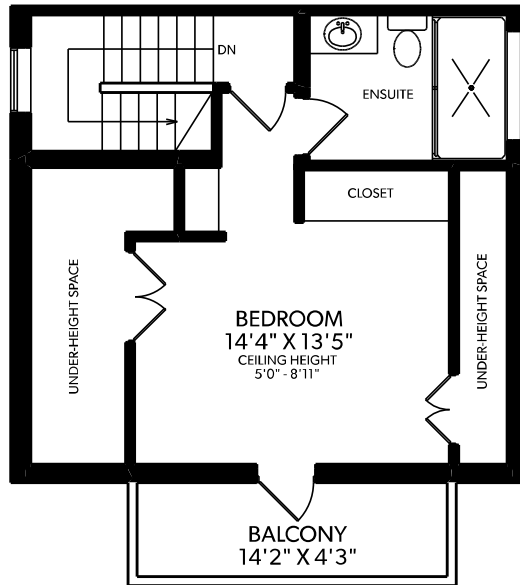 DN
ENSUITE
CLOSET
UNDER-HEIGHT SPACE
UNDER-HEIGHT SPACE
BEDROOM
14'4" X 13'5"
CEILING HEIGHT
5'0" - 8'11"
BALCONY
14'2" X 4'3"